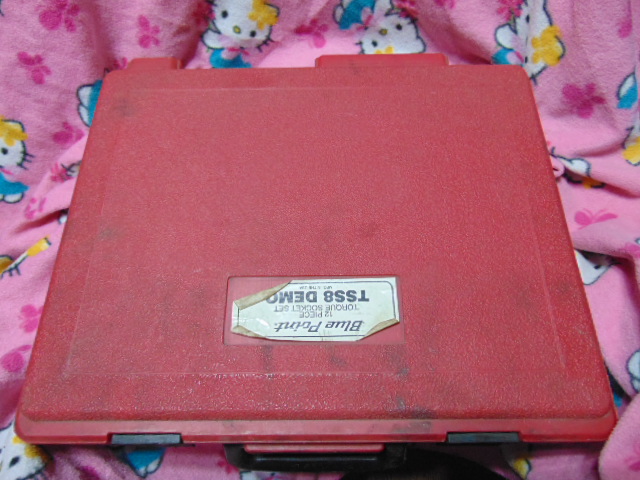 Blue Point
12 PIECE
TORQUE SOCKET SET
TSS8 DEMO